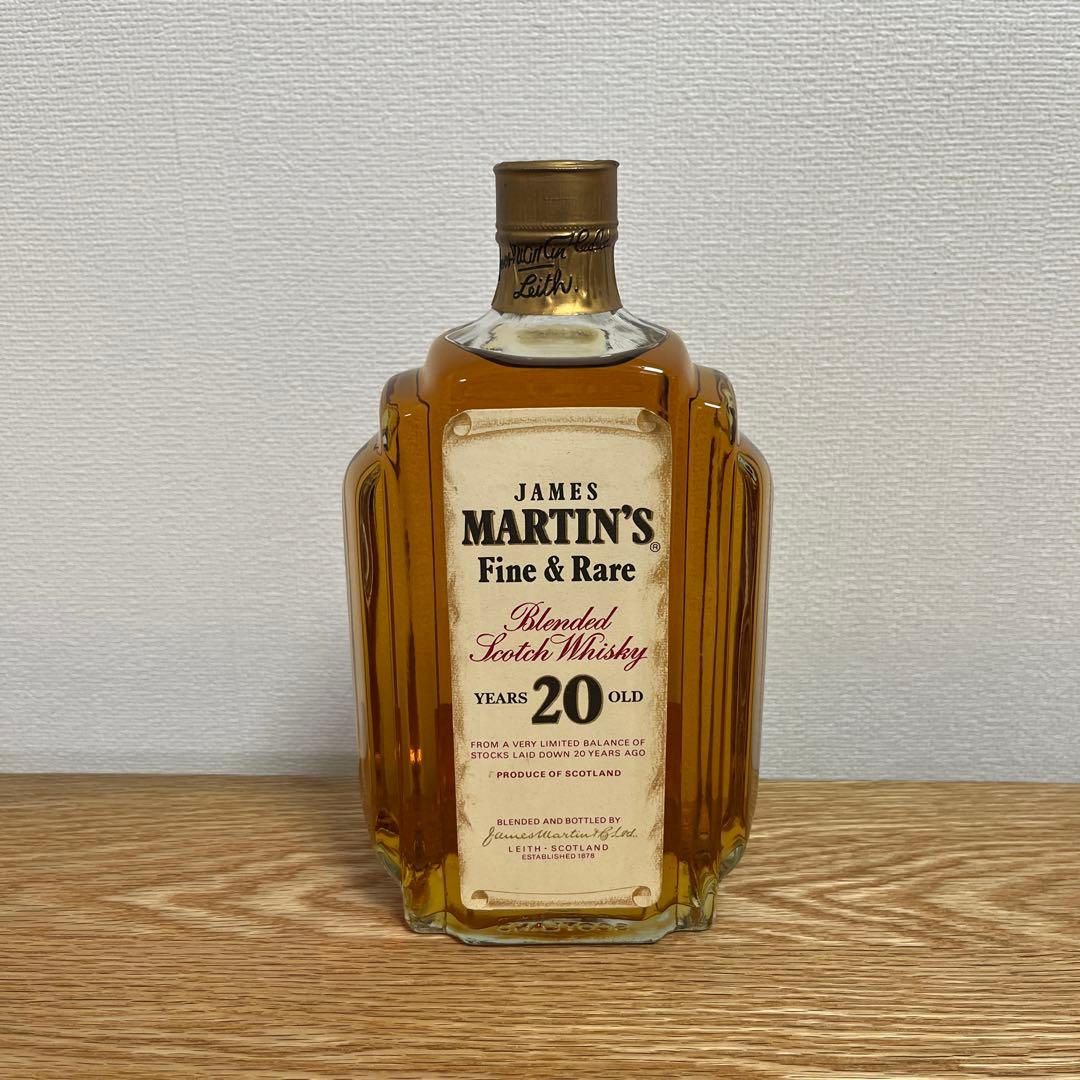 Martin
Leith.
JAMES
MARTIN'S®
Fine & Rare
Blended
Scotch Whisky
YEARS 20 OLD
FROM A VERY LIMITED BALANCE OF
STOCKS LAID DOWN 20 YEARS AGO
PRODUCE OF SCOTLAND
BLENDED AND BOTTLED BY
James Martin & Co Ltd.
LEITH · SCOTLAND
ESTABLISHED 1878